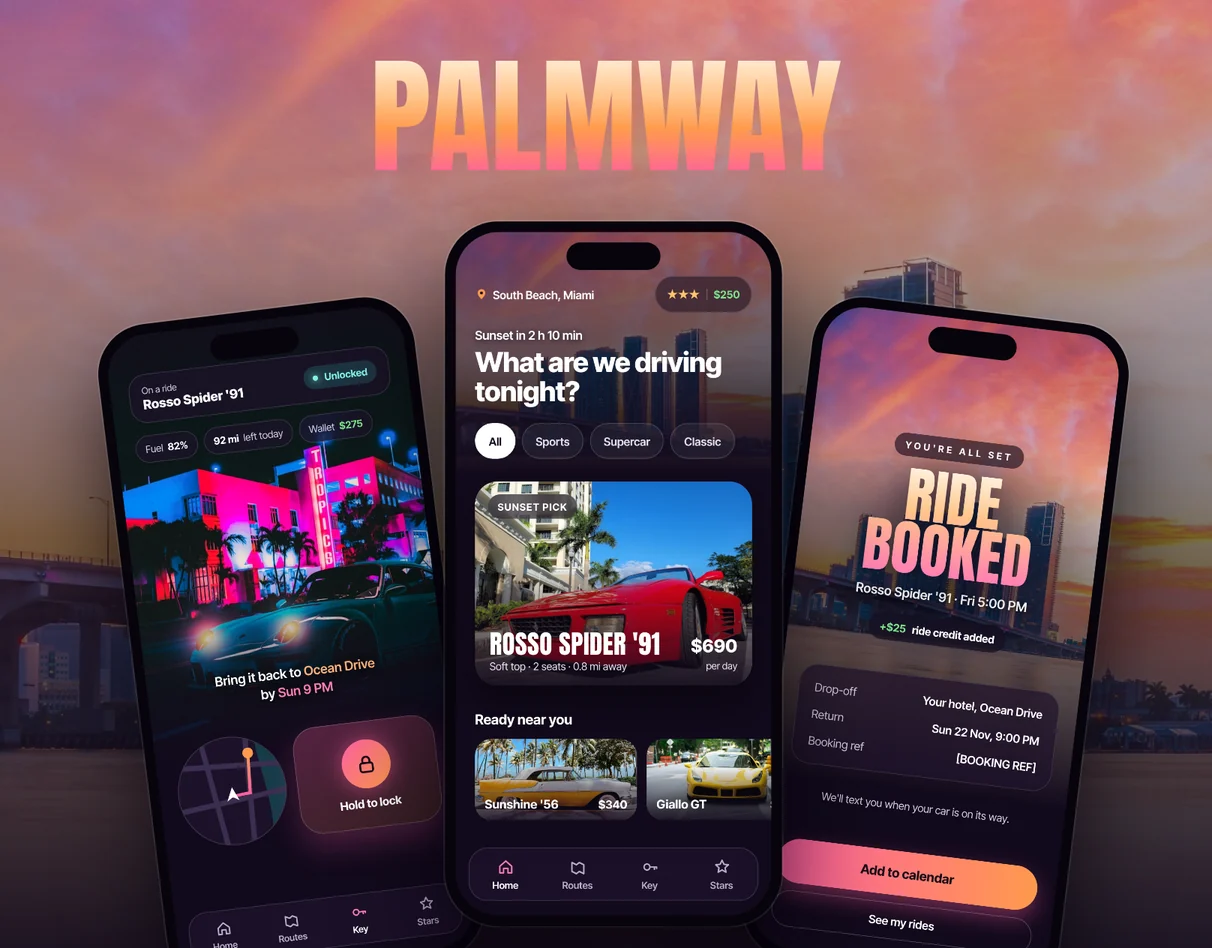 PALMWAY
On a ride
Rosso Spider '91
Unlocked
Fuel 82%
92 mi left today
Wallet $275
TROPICS
Bring it back to Ocean Drive
by Sun 9 PM
Hold to lock
Home
Routes
Key
Stars
South Beach, Miami
★★★ | $250
Sunset in 2 h 10 min
What are we driving
tonight?
All
Sports
Supercar
Classic
SUNSET PICK
ROSSO SPIDER '91
$690
Soft top · 2 seats · 0.8 mi away
per day
Ready near you
Sunshine '56
$340
Giallo GT
Home
Routes
Key
Stars
YOU'RE ALL SET
RIDE
BOOKED
Rosso Spider '91 · Fri 5:00 PM
+$25 ride credit added
Drop-off
Your hotel, Ocean Drive
Return
Sun 22 Nov, 9:00 PM
Booking ref
[BOOKING REF]
We'll text you when your car is on its way.
Add to calendar
See my rides